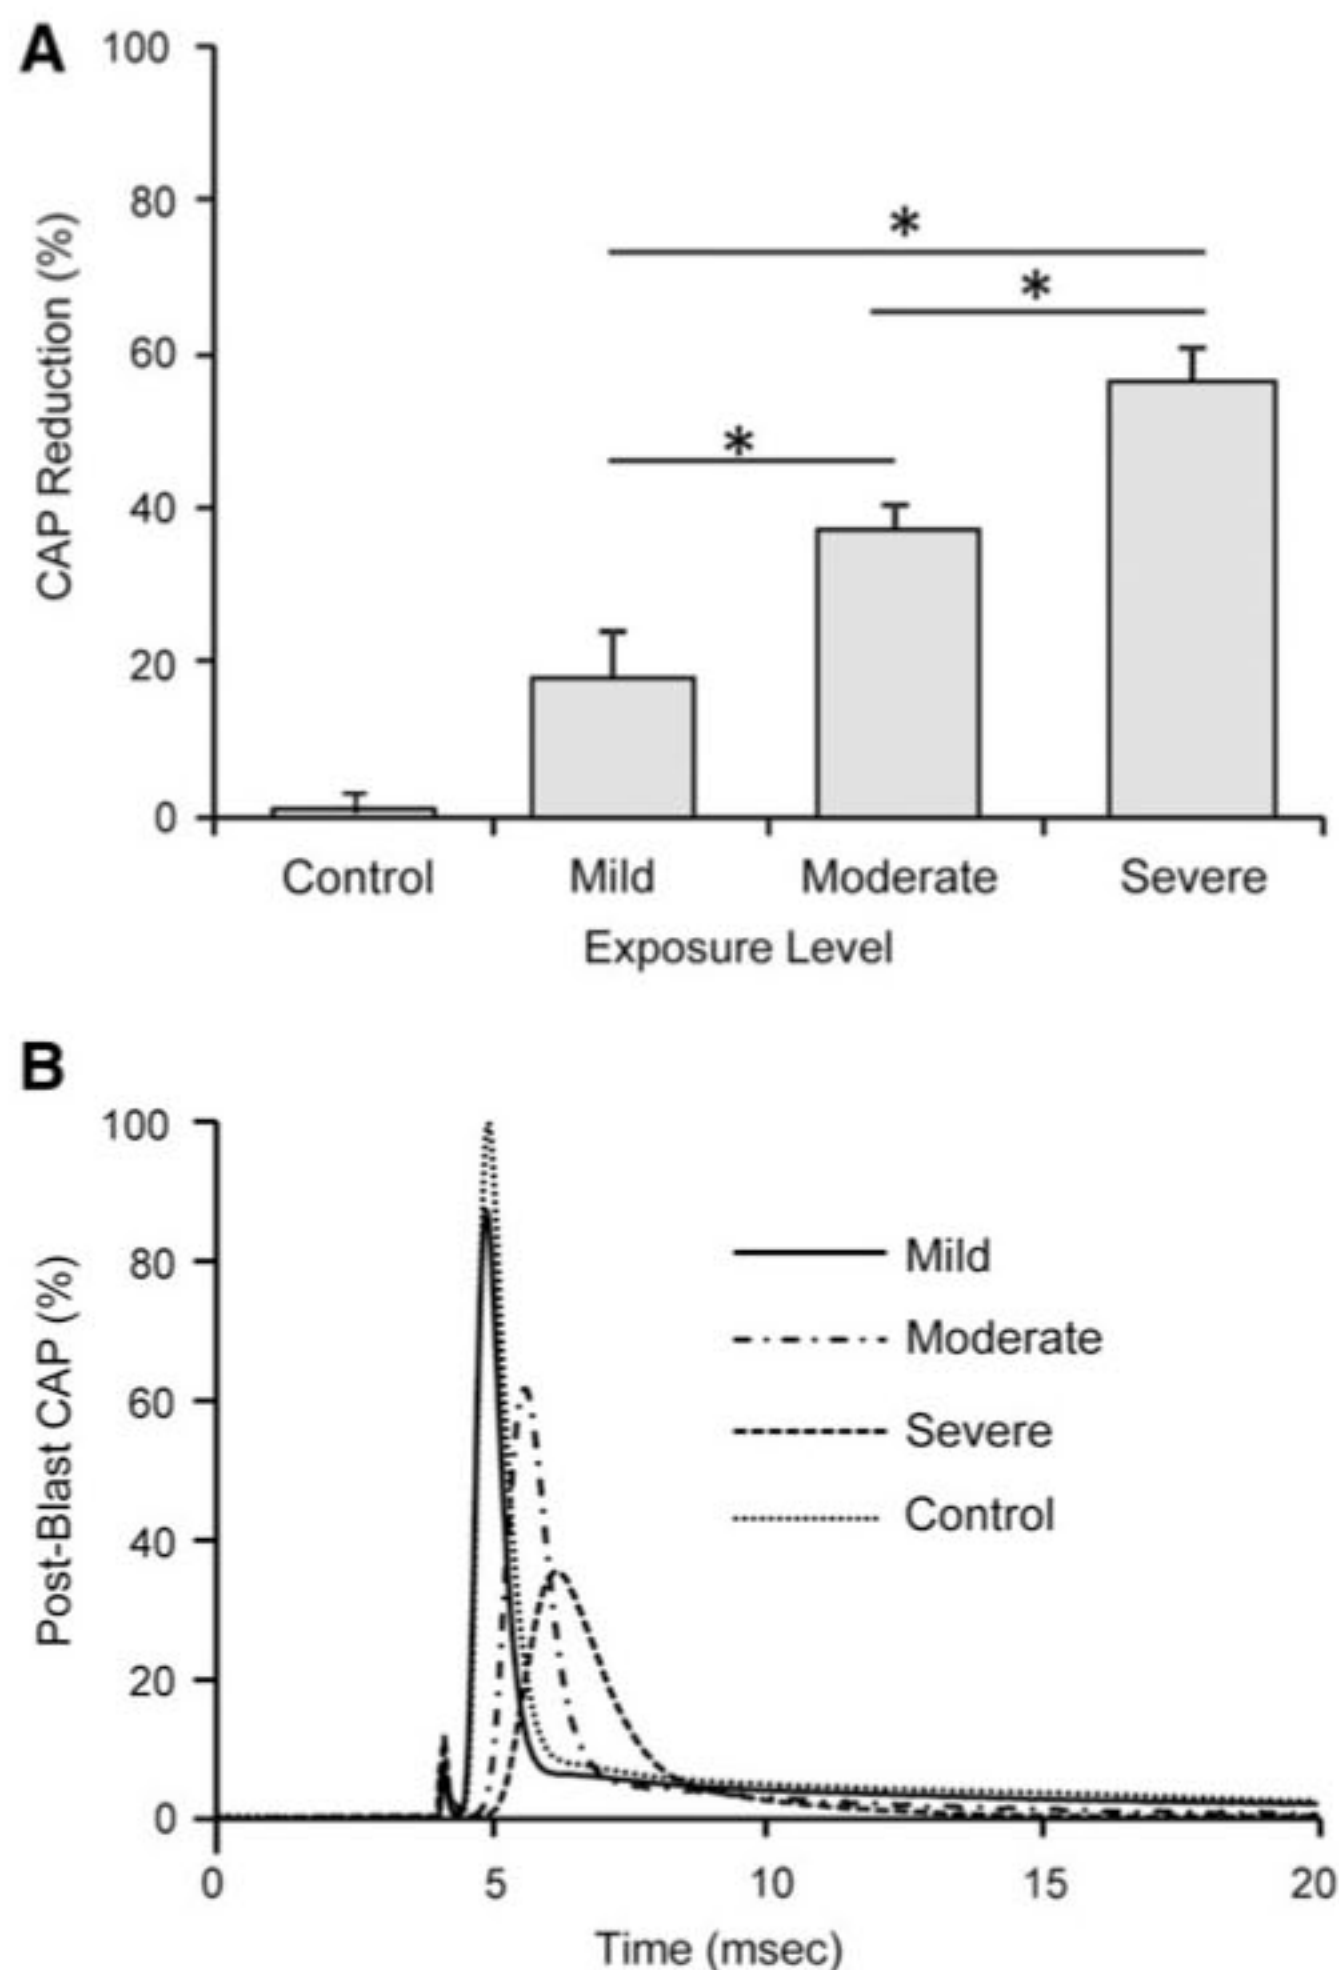 A
100
80
60
40
20
0
CAP Reduction (%)
*
*
*
Control Mild Moderate Severe
Exposure Level
B
100
80
60
40
20
0
Post-Blast CAP (%)
Mild
Moderate
Severe
Control
0 5 10 15 20
Time (msec)